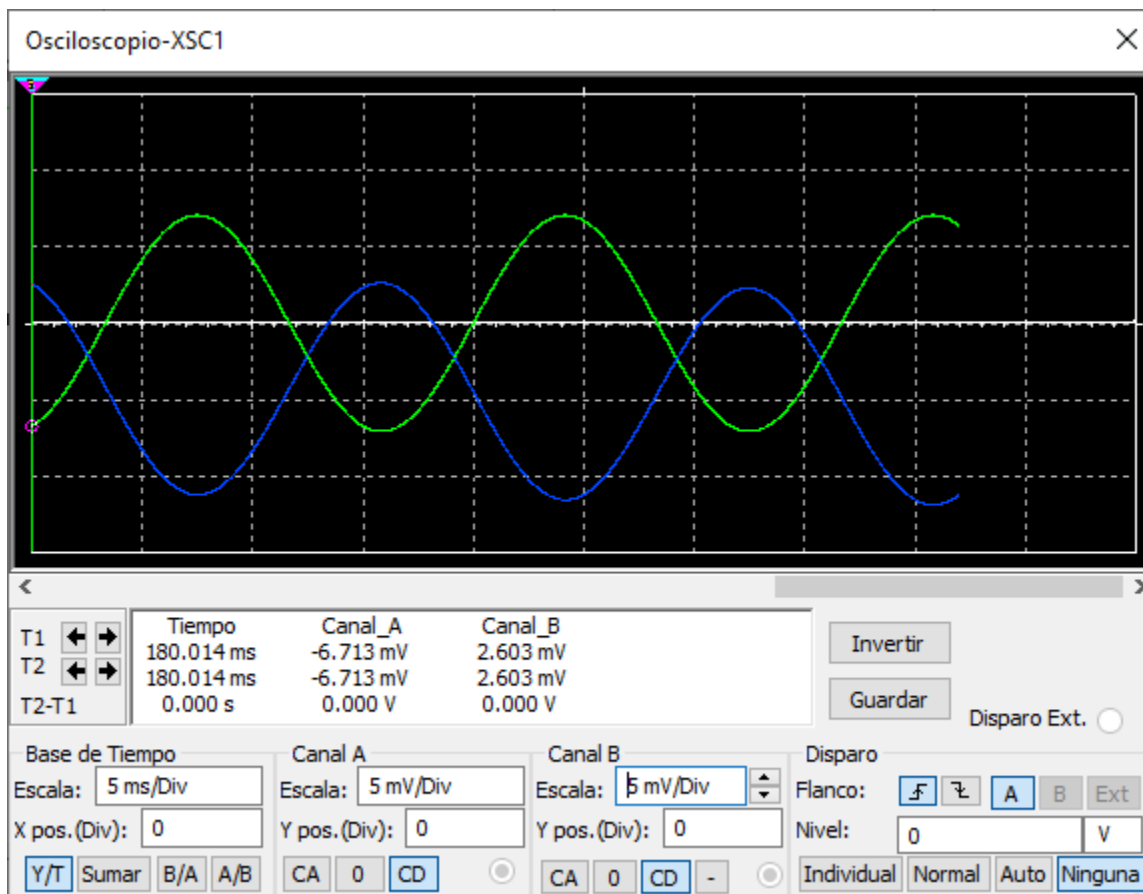 Osciloscopio-XSC1
T1
T2
T2-T1
Tiempo Canal_A Canal_B
180.014 ms -6.713 mV 2.603 mV
180.014 ms -6.713 mV 2.603 mV
0.000 s 0.000 V 0.000 V
Invertir
Guardar
Disparo Ext.
Base de Tiempo
Escala: 5 ms/Div
X pos.(Div): 0
Y/T Sumar B/A A/B
Canal A
Escala: 5 mV/Div
Y pos.(Div): 0
CA 0 CD
Canal B
Escala: 5 mV/Div
Y pos.(Div): 0
CA 0 CD -
Disparo
Flanco: A B Ext
Nivel: 0 V
Individual Normal Auto Ninguna